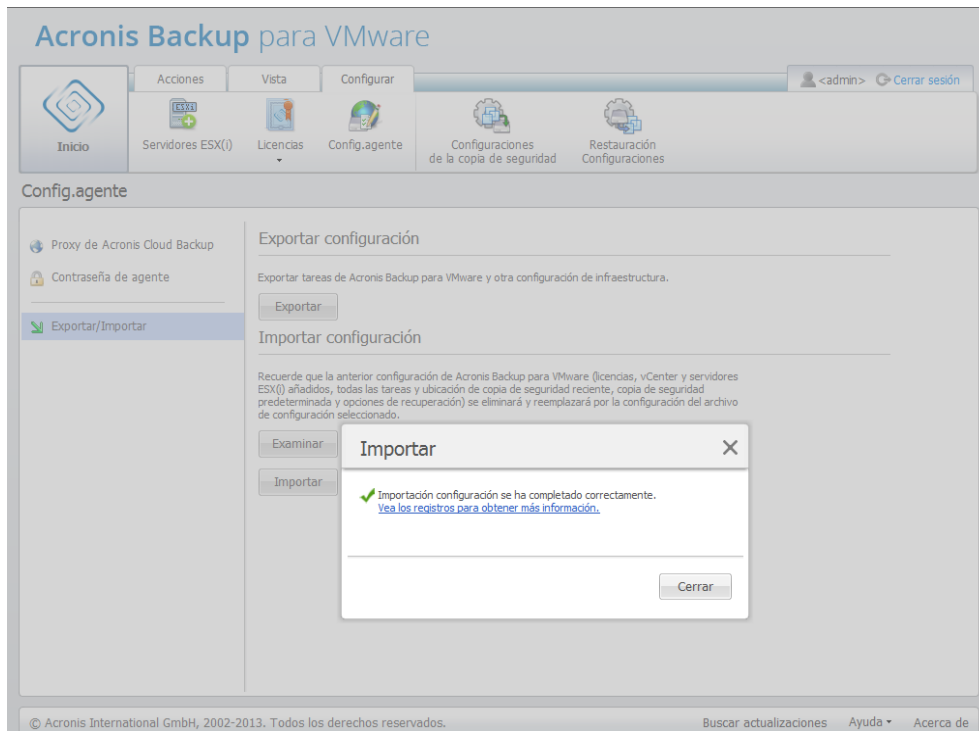 Acronis Backup para VMware
Acciones
Vista
Configurar
<admin>
Cerrar sesión
Inicio
ESXi
Servidores ESX(i)
Licencias
Config.agente
Configuraciones
de la copia de seguridad
Restauración
Configuraciones
Config.agente
Proxy de Acronis Cloud Backup
Contraseña de agente
Exportar/Importar
Exportar configuración
Exportar tareas de Acronis Backup para VMware y otra configuración de infraestructura.
Exportar
Importar configuración
Recuerde que la anterior configuración de Acronis Backup para VMware (licencias, vCenter y servidores
ESX(i) añadidos, todas las tareas y ubicación de copia de seguridad reciente, copia de seguridad
predeterminada y opciones de recuperación) se eliminará y reemplazará por la configuración del archivo
de configuración seleccionado.
Examinar
Importar
Importar
Importación configuración se ha completado correctamente.
Vea los registros para obtener más información.
Cerrar
© Acronis International GmbH, 2002-2013. Todos los derechos reservados.
Buscar actualizaciones
Ayuda
Acerca de